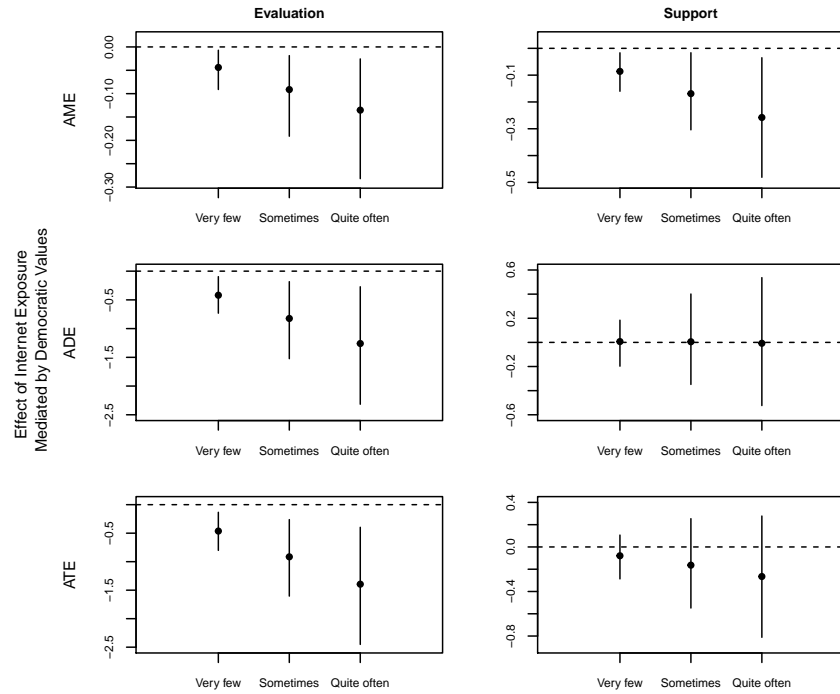 Evaluation
Support
AME
0.00
−0.10
−0.20
−0.30
Very few Sometimes Quite often
−0.1
−0.3
−0.5
Very few Sometimes Quite often
Effect of Internet Exposure
Mediated by Democratic Values
ADE
−0.5
−1.5
−2.5
Very few Sometimes Quite often
0.6
0.2
−0.2
−0.6
Very few Sometimes Quite often
ATE
−0.5
−1.5
−2.5
Very few Sometimes Quite often
0.4
0.0
−0.4
−0.8
Very few Sometimes Quite often